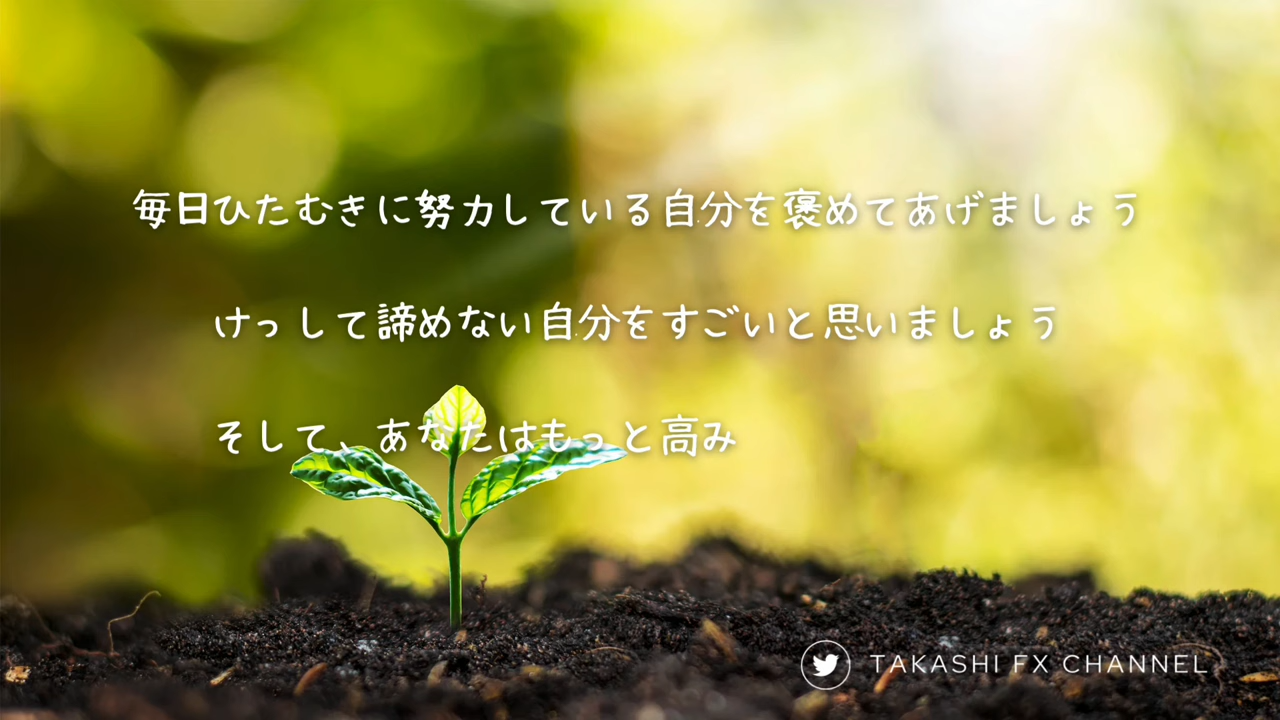 毎日ひたむきに努力している自分を褒めてあげましょう
けっして諦めない自分をすごいと思いましょう
そして、あなたはもっと高み
TAKASHI FX CHANNEL